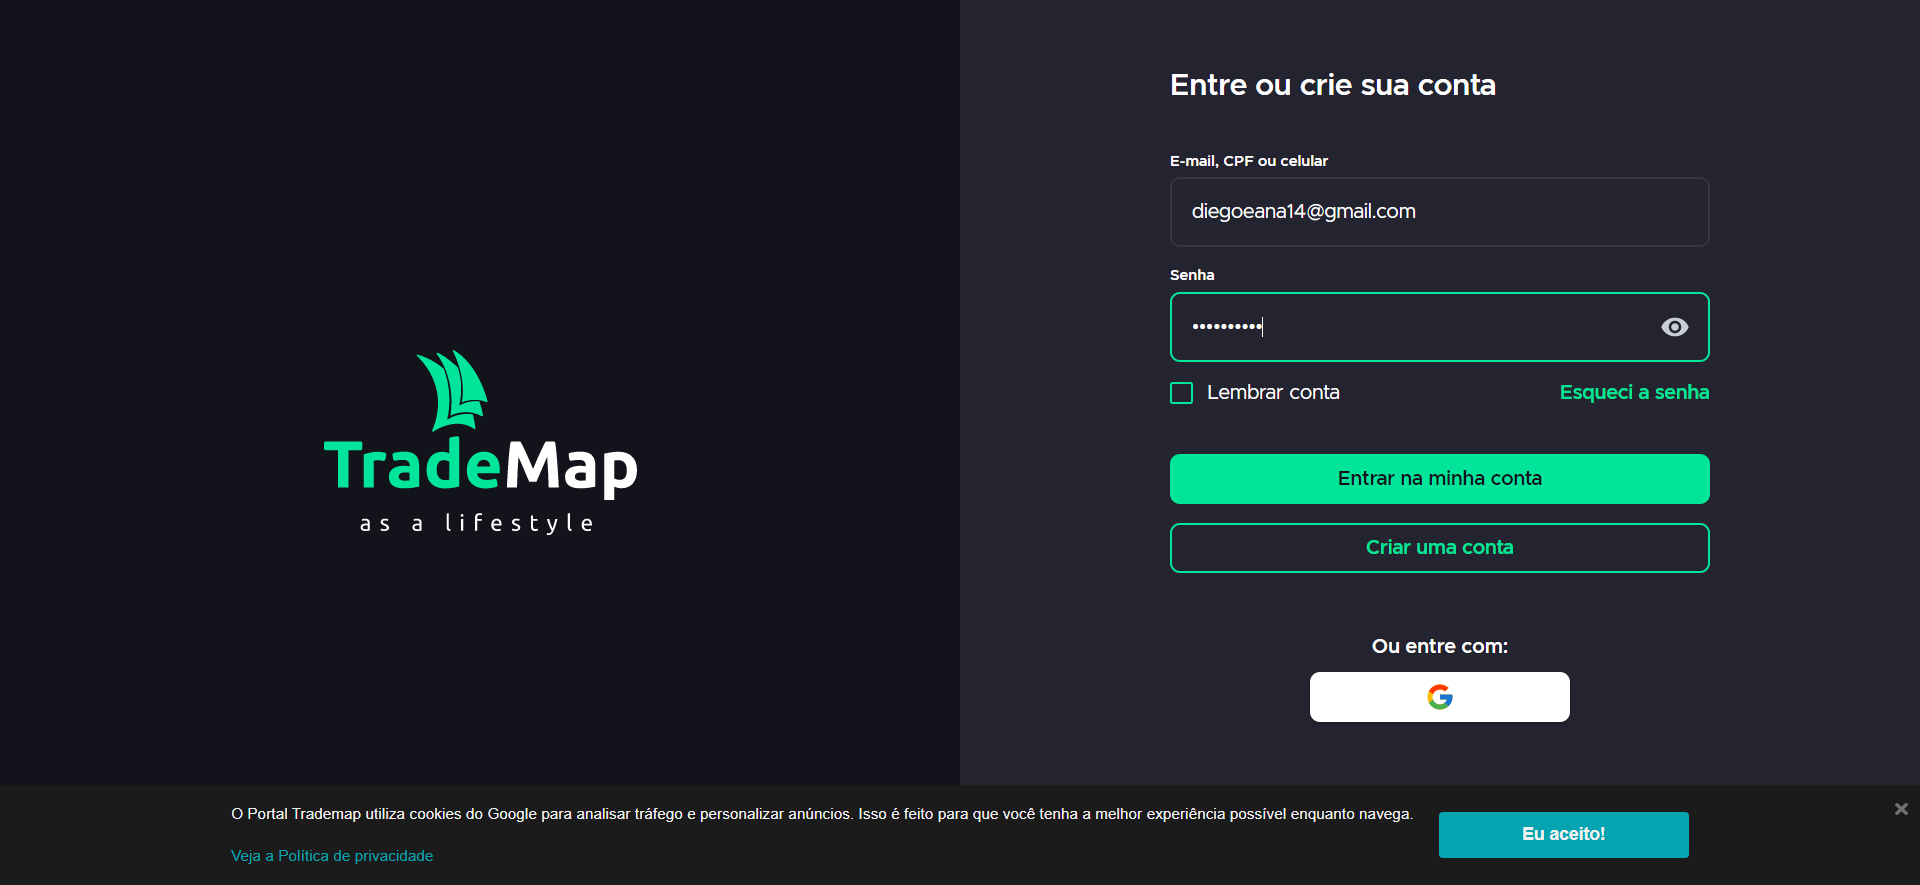 TradeMap
as a lifestyle
Entre ou crie sua conta
E-mail, CPF ou celular
diegoeana14@gmail.com
Senha
••••••••••
Lembrar conta
Esqueci a senha
Entrar na minha conta
Criar uma conta
Ou entre com:
O Portal Trademap utiliza cookies do Google para analisar tráfego e personalizar anúncios. Isso é feito para que você tenha a melhor experiência possível enquanto navega.
Veja a Política de privacidade
Eu aceito!